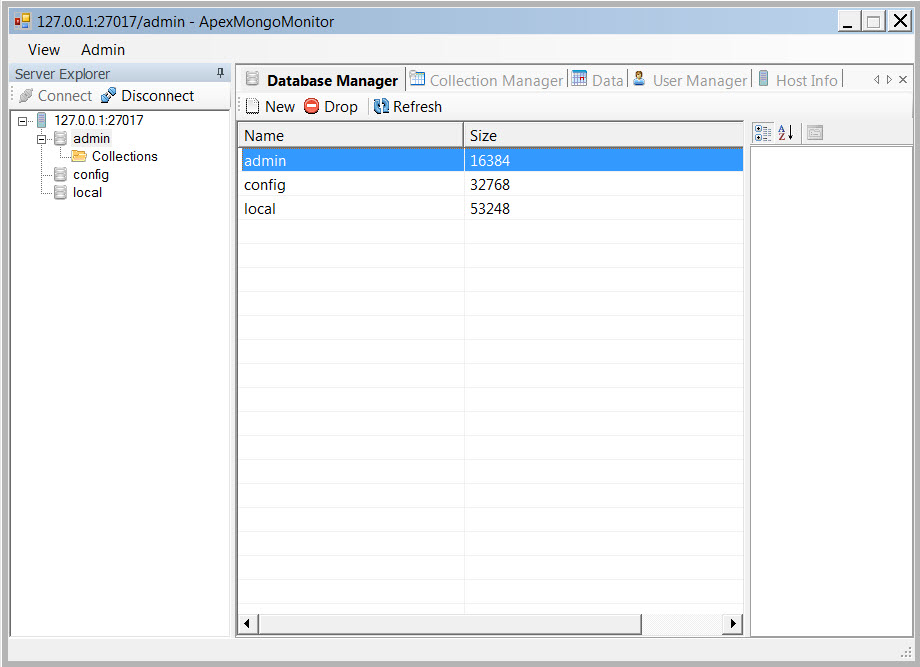 127.0.0.1:27017/admin - ApexMongoMonitor
View Admin
Server Explorer
Connect Disconnect
127.0.0.1:27017
admin
Collections
config
local
Database Manager Collection Manager Data User Manager Host Info
New Drop Refresh
Name Size
admin 16384
config 32768
local 53248